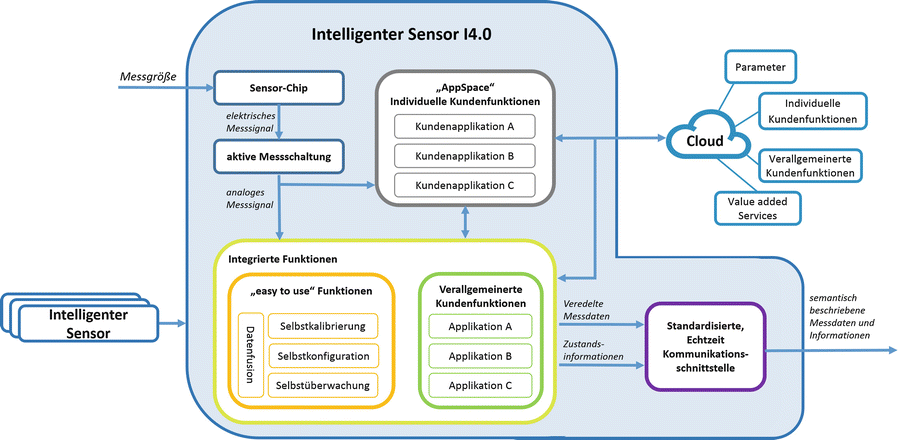 Intelligenter Sensor I4.0
Messgröße
Sensor-Chip
elektrisches
Messsignal
aktive Messschaltung
analoges
Messsignal
„AppSpace“
Individuelle Kundenfunktionen
Kundenapplikation A
Kundenapplikation B
Kundenapplikation C
Cloud
Parameter
Individuelle
Kundenfunktionen
Verallgemeinerte
Kundenfunktionen
Value added
Services
Integrierte Funktionen
„easy to use“ Funktionen
Datenfusion
Selbstkalibrierung
Selbstkonfiguration
Selbstüberwachung
Verallgemeinerte
Kundenfunktionen
Applikation A
Applikation B
Applikation C
Intelligenter
Sensor
Veredelte
Messdaten
Zustands-
informationen
Standardisierte,
Echtzeit
Kommunikations-
schnittstelle
semantisch
beschriebene
Messdaten und
Informationen